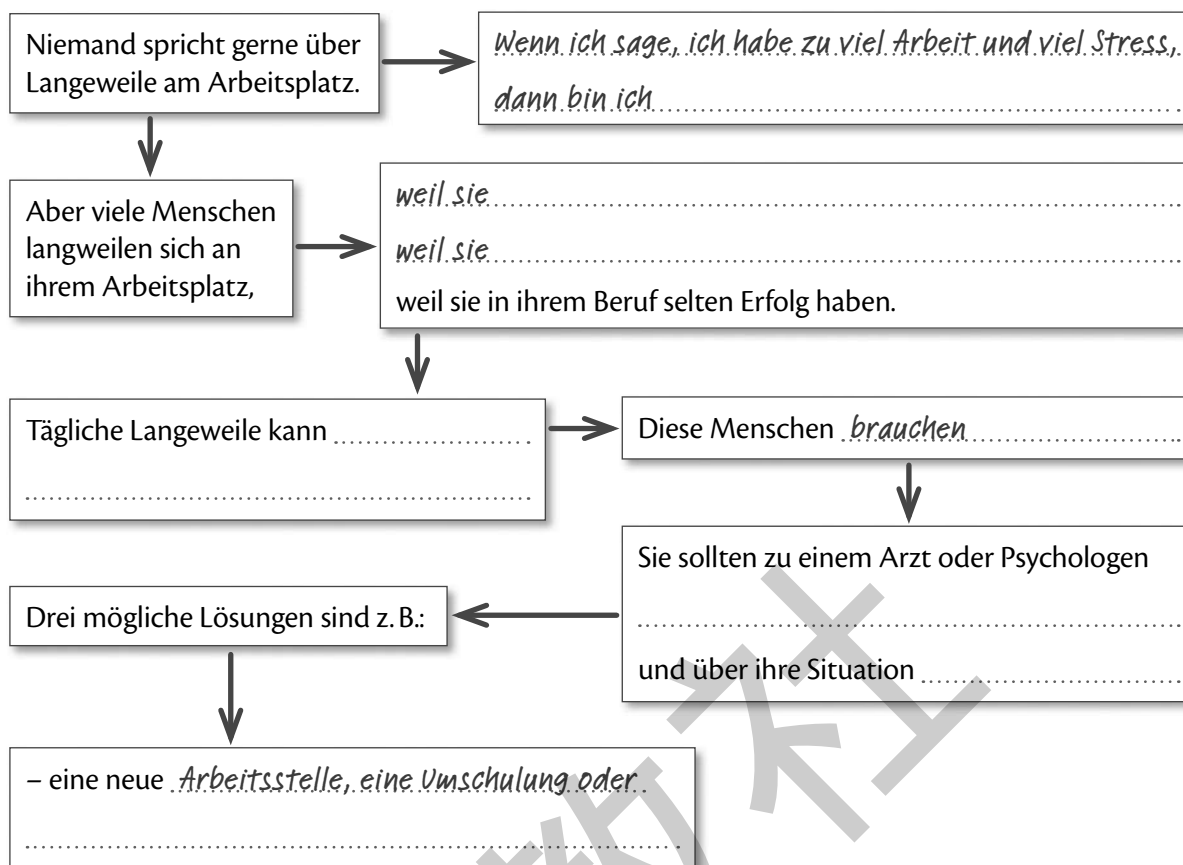 Niemand spricht gerne über
Langeweile am Arbeitsplatz.
Wenn ich sage, ich habe zu viel Arbeit und viel Stress,
dann bin ich
Aber viele Menschen
langweilen sich an
ihrem Arbeitsplatz,
weil sie
weil sie
weil sie in ihrem Beruf selten Erfolg haben.
Tägliche Langeweile kann
Diese Menschen brauchen
Sie sollten zu einem Arzt oder Psychologen
und über ihre Situation
Drei mögliche Lösungen sind z. B.:
– eine neue Arbeitsstelle, eine Umschulung oder
教社